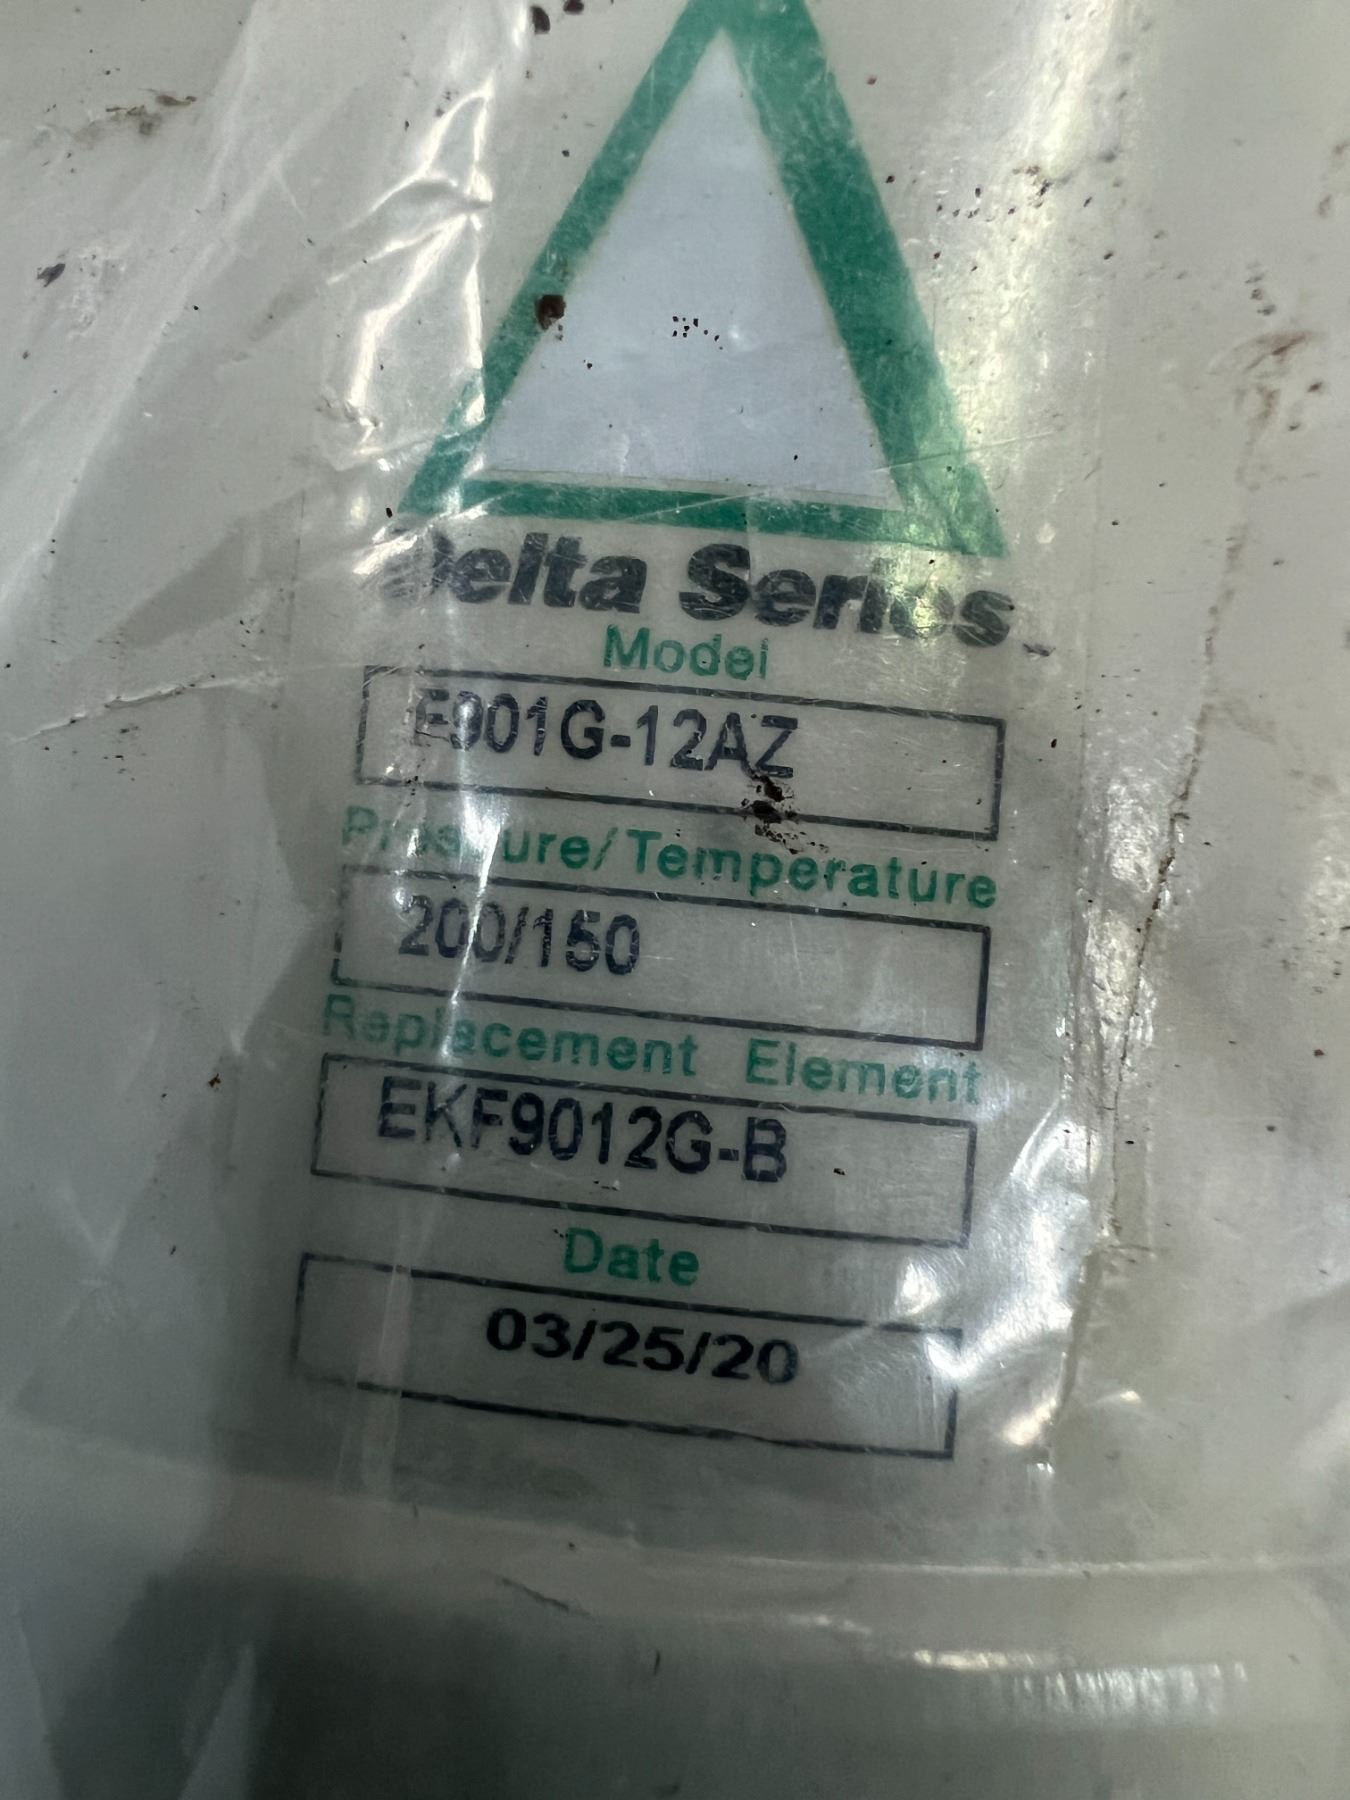 Delta Series
Model
E901G-12AZ
Pressure/Temperature
200/150
Replacement Element
EKF9012G-B
Date
03/25/20